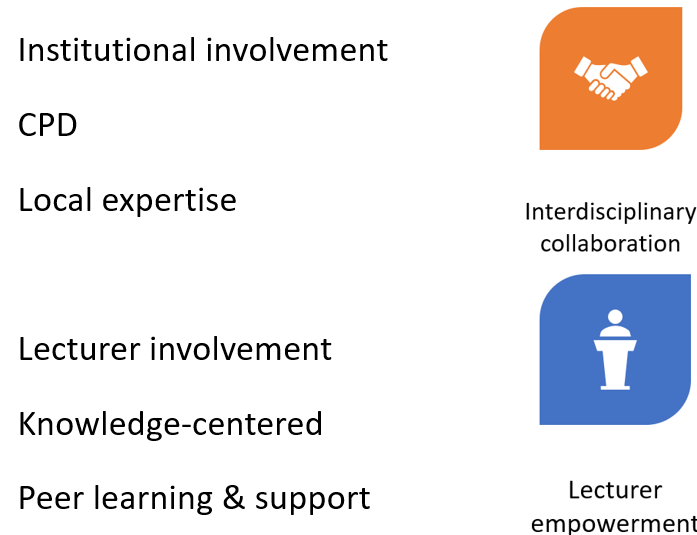 Institutional involvement
CPD
Local expertise
Interdisciplinary
collaboration
Lecturer involvement
Knowledge-centered
Peer learning & support
Lecturer
empowerment